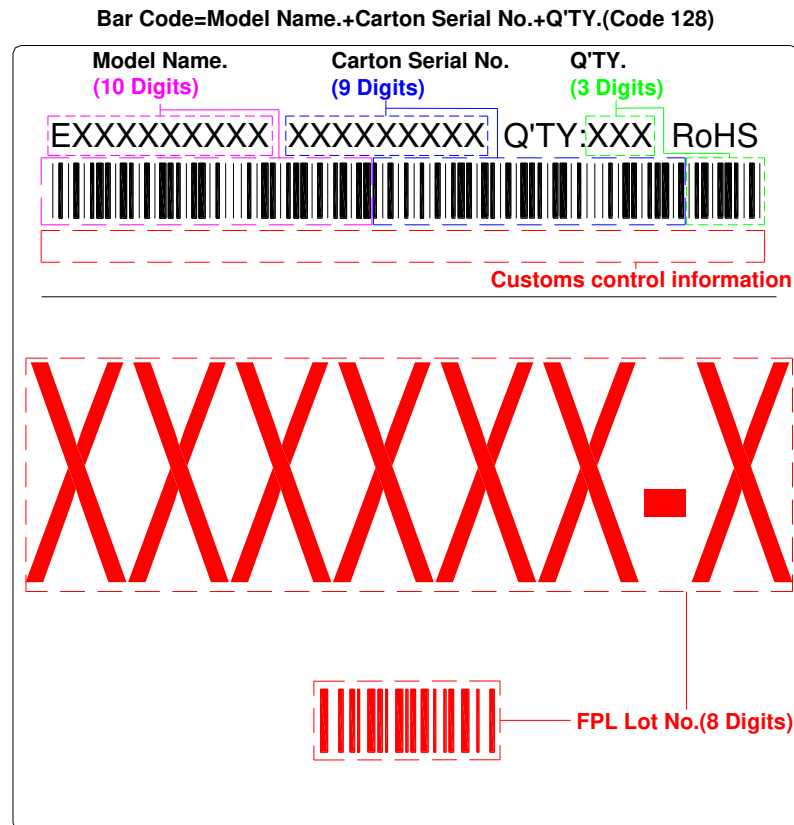 Bar Code=Model Name.+Carton Serial No.+Q'TY.(Code 128)
Model Name. Carton Serial No. Q'TY.
(10 Digits) (9 Digits) (3 Digits)
EXXXXXXXXX XXXXXXXXX Q'TY:XXX RoHS
Customs control information
XXXXXX-X
FPL Lot No.(8 Digits)